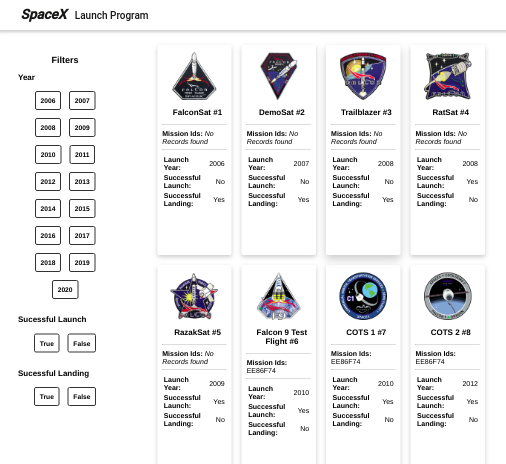 SpaceX Launch Program
Filters
Year
2006 2007
2008 2009
2010 2011
2012 2013
2014 2015
2016 2017
2018 2019
2020
Sucessful Launch
True False
Sucessful Landing
True False
FalconSat #1
Mission Ids: No
Records found
Launch
Year: 2006
Successful
Launch: No
Successful
Landing: Yes
DemoSat #2
Mission Ids: No
Records found
Launch
Year: 2007
Successful
Launch: No
Successful
Landing: Yes
Trailblazer #3
Mission Ids: No
Records found
Launch
Year: 2008
Successful
Launch: No
Successful
Landing: Yes
RatSat #4
Mission Ids: No
Records found
Launch
Year: 2008
Successful
Launch: Yes
Successful
Landing: No
RazakSat #5
Mission Ids: No
Records found
Launch
Year: 2009
Successful
Launch: Yes
Successful
Landing: No
Falcon 9 Test
Flight #6
Mission Ids:
EE86F74
Launch
Year: 2010
Successful
Launch: Yes
Successful
Landing: No
COTS 1 #7
C1
Mission Ids:
EE86F74
Launch
Year: 2010
Successful
Launch: Yes
Successful
Landing: No
COTS 2 #8
Mission Ids:
EE86F74
Launch
Year: 2012
Successful
Launch: Yes
Successful
Landing: No